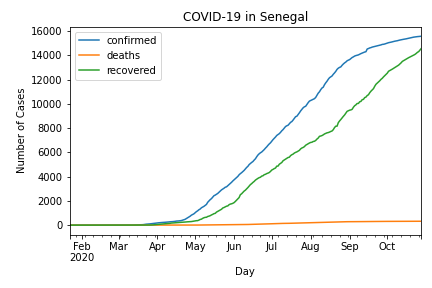 COVID-19 in Senegal
confirmed
deaths
recovered
Number of Cases
16000
14000
12000
10000
8000
6000
4000
2000
0
Feb Mar Apr May Jun Jul Aug Sep Oct
2020
Day